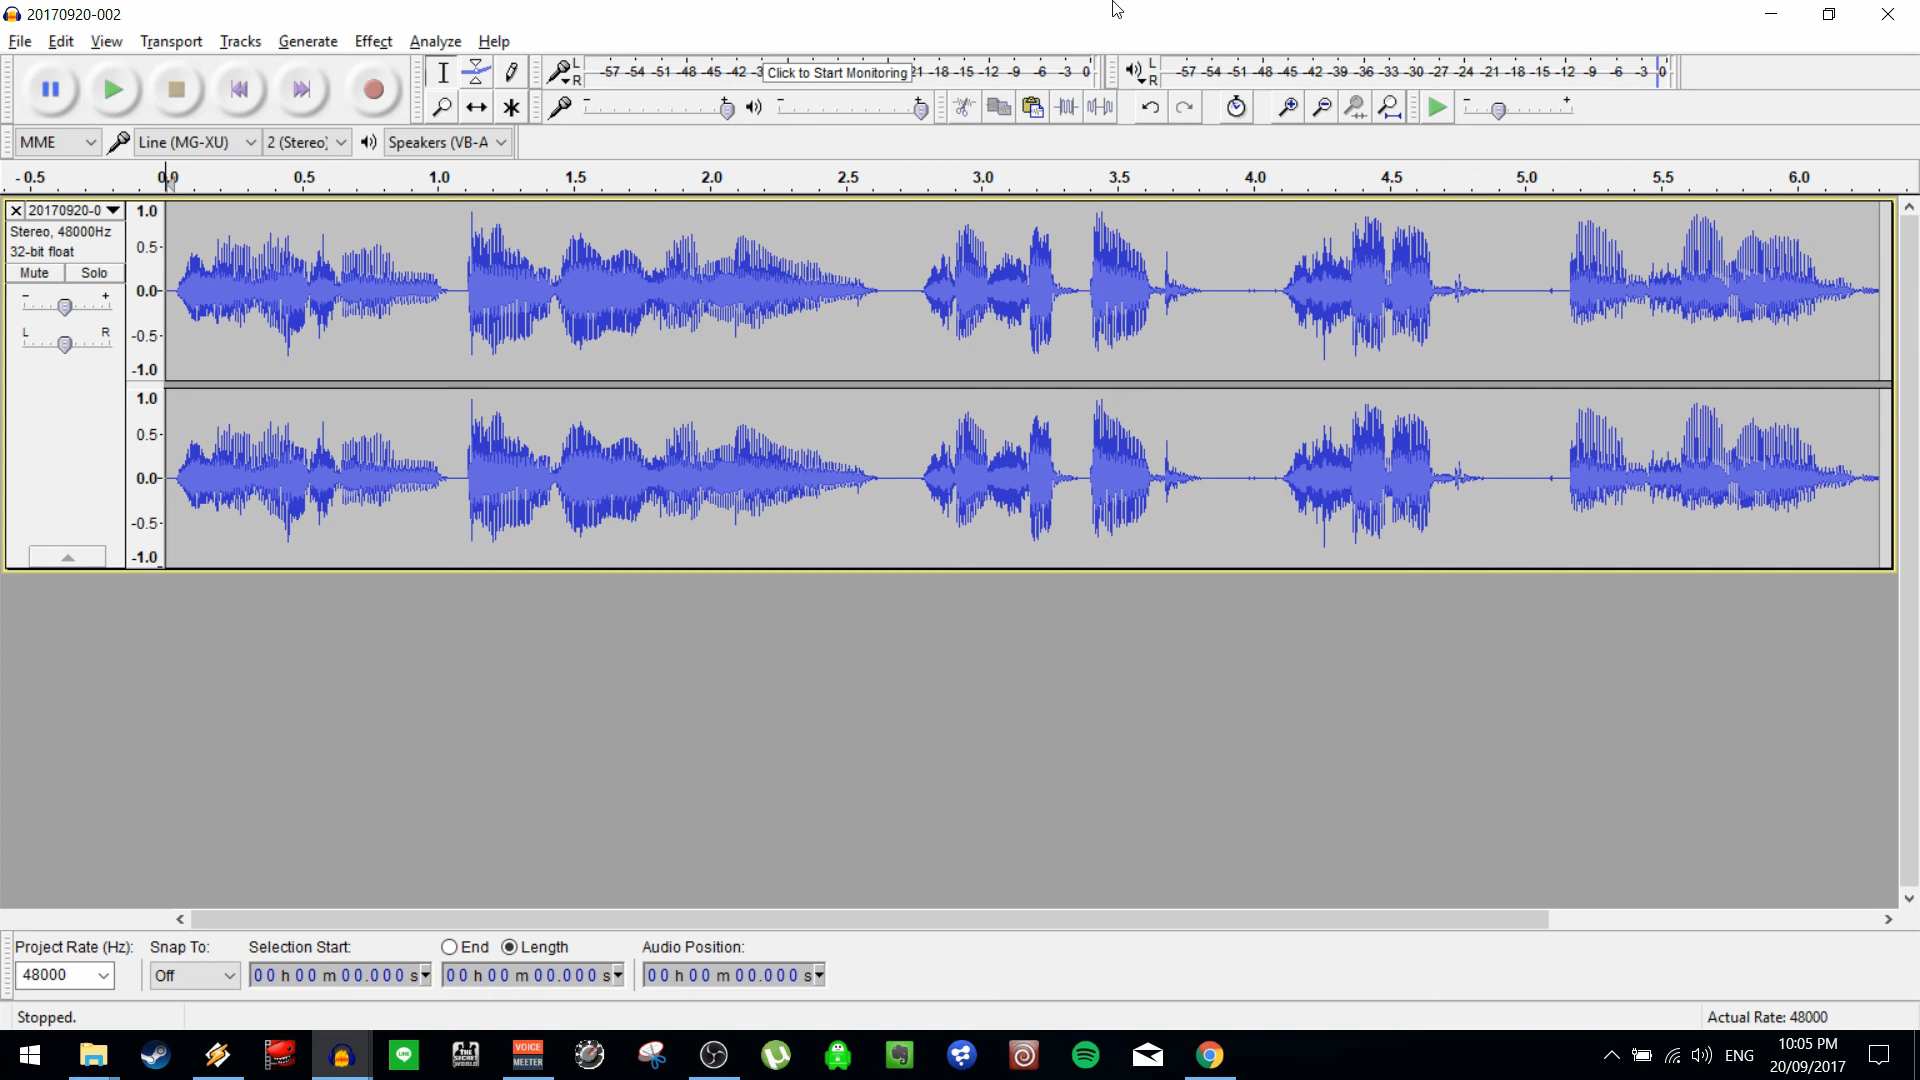 20170920-002
File Edit View Transport Tracks Generate Effect Analyze Help
L R -57 -54 -51 -48 -45 -42 -3 Click to Start Monitoring 21 -18 -15 -12 -9 -6 -3 0
L R -57 -54 -51 -48 -45 -42 -39 -36 -33 -30 -27 -24 -21 -18 -15 -12 -9 -6 -3 0
- + - + - +
MME Line (MG-XU) 2 (Stereo) Speakers (VB-A
-0.5 0.0 0.5 1.0 1.5 2.0 2.5 3.0 3.5 4.0 4.5 5.0 5.5 6.0
20170920-0
Stereo, 48000Hz
32-bit float
Mute Solo
- +
L R
1.0
0.5-
0.0-
-0.5-
-1.0
1.0
0.5-
0.0-
-0.5-
-1.0
Project Rate (Hz): Snap To: Selection Start: End Length Audio Position:
48000 Off 00 h 00 m 00.000 s 00 h 00 m 00.000 s 00 h 00 m 00.000 s
Stopped. Actual Rate: 48000
THE SECRET WORLD
VOICE MEETER
LINE
ENG
10:05 PM
20/09/2017